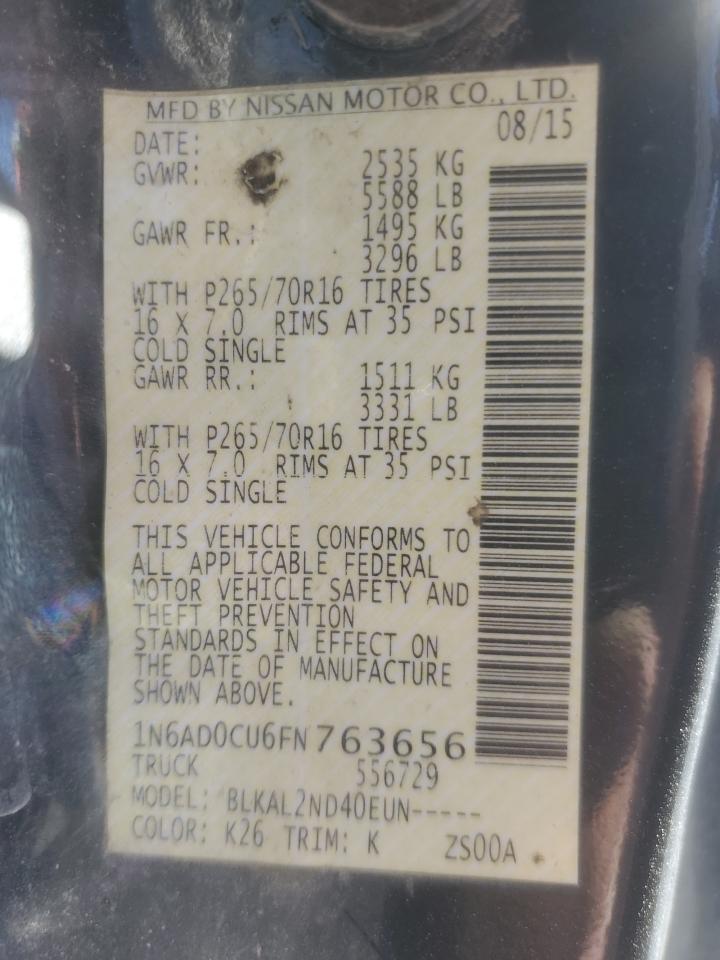 MFD BY NISSAN MOTOR CO., LTD.
DATE: 08/15
GVWR: 2535 KG
5588 LB
GAWR FR.: 1495 KG
3296 LB
WITH P265/70R16 TIRES
16 X 7.0 RIMS AT 35 PSI
COLD SINGLE
GAWR RR.: 1511 KG
3331 LB
WITH P265/70R16 TIRES
16 X 7.0 RIMS AT 35 PSI
COLD SINGLE
THIS VEHICLE CONFORMS TO
ALL APPLICABLE FEDERAL
MOTOR VEHICLE SAFETY AND
THEFT PREVENTION
STANDARDS IN EFFECT ON
THE DATE OF MANUFACTURE
SHOWN ABOVE.
1N6AD0CU6FN763656
TRUCK 556729
MODEL: BLKAL2ND40EUN-----
COLOR: K26 TRIM: K ZS00A